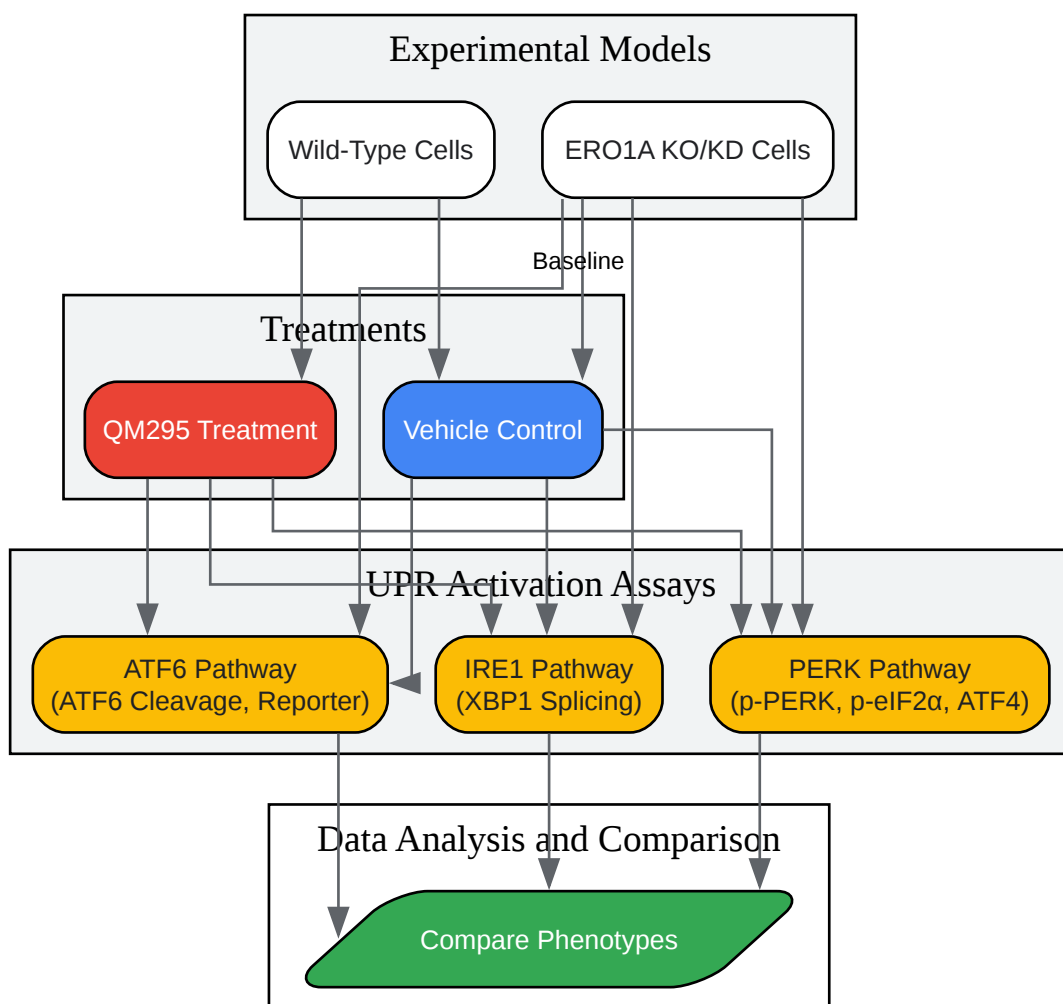 Experimental Models
Wild-Type Cells
ERO1A KO/KD Cells
Baseline
Treatments
QM295 Treatment
Vehicle Control
UPR Activation Assays
ATF6 Pathway
(ATF6 Cleavage, Reporter)
IRE1 Pathway
(XBP1 Splicing)
PERK Pathway
(p-PERK, p-eIF2α, ATF4)
Data Analysis and Comparison
Compare Phenotypes